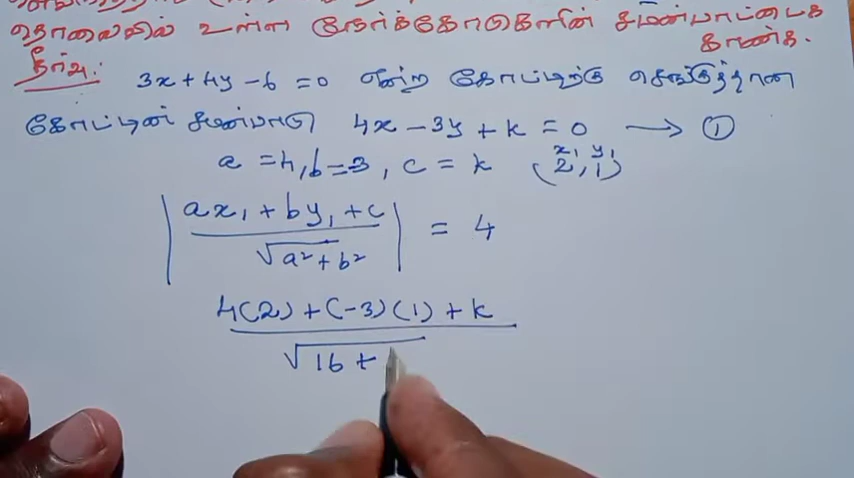 தொலைவில் உள்ள நேர்க்கோடுகளின் சமன்பாட்டைக்
காண்க.
தீர்வு:
3x + 4y - 6 = 0 என்ற கோட்டிற்கு செங்குத்தான
கோட்டின் சமன்பாடு 4x - 3y + k = 0 → ①
a = 4, b = -3, c = k (2, 1)
x₁ y₁
| (ax₁ + by₁ + c) / √(a² + b²) | = 4
4(2) + (-3)(1) + k
√16 +